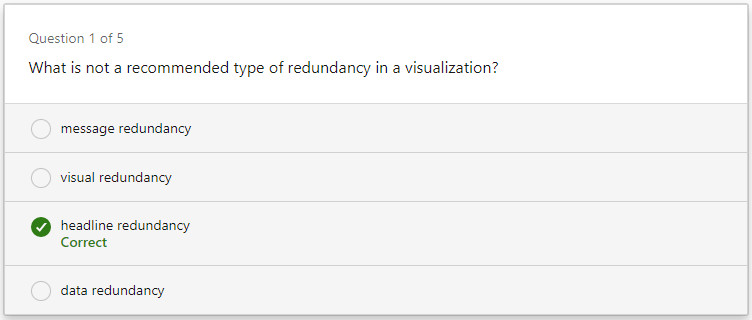 Question 1 of 5
What is not a recommended type of redundancy in a visualization?
message redundancy
visual redundancy
headline redundancy
Correct
data redundancy